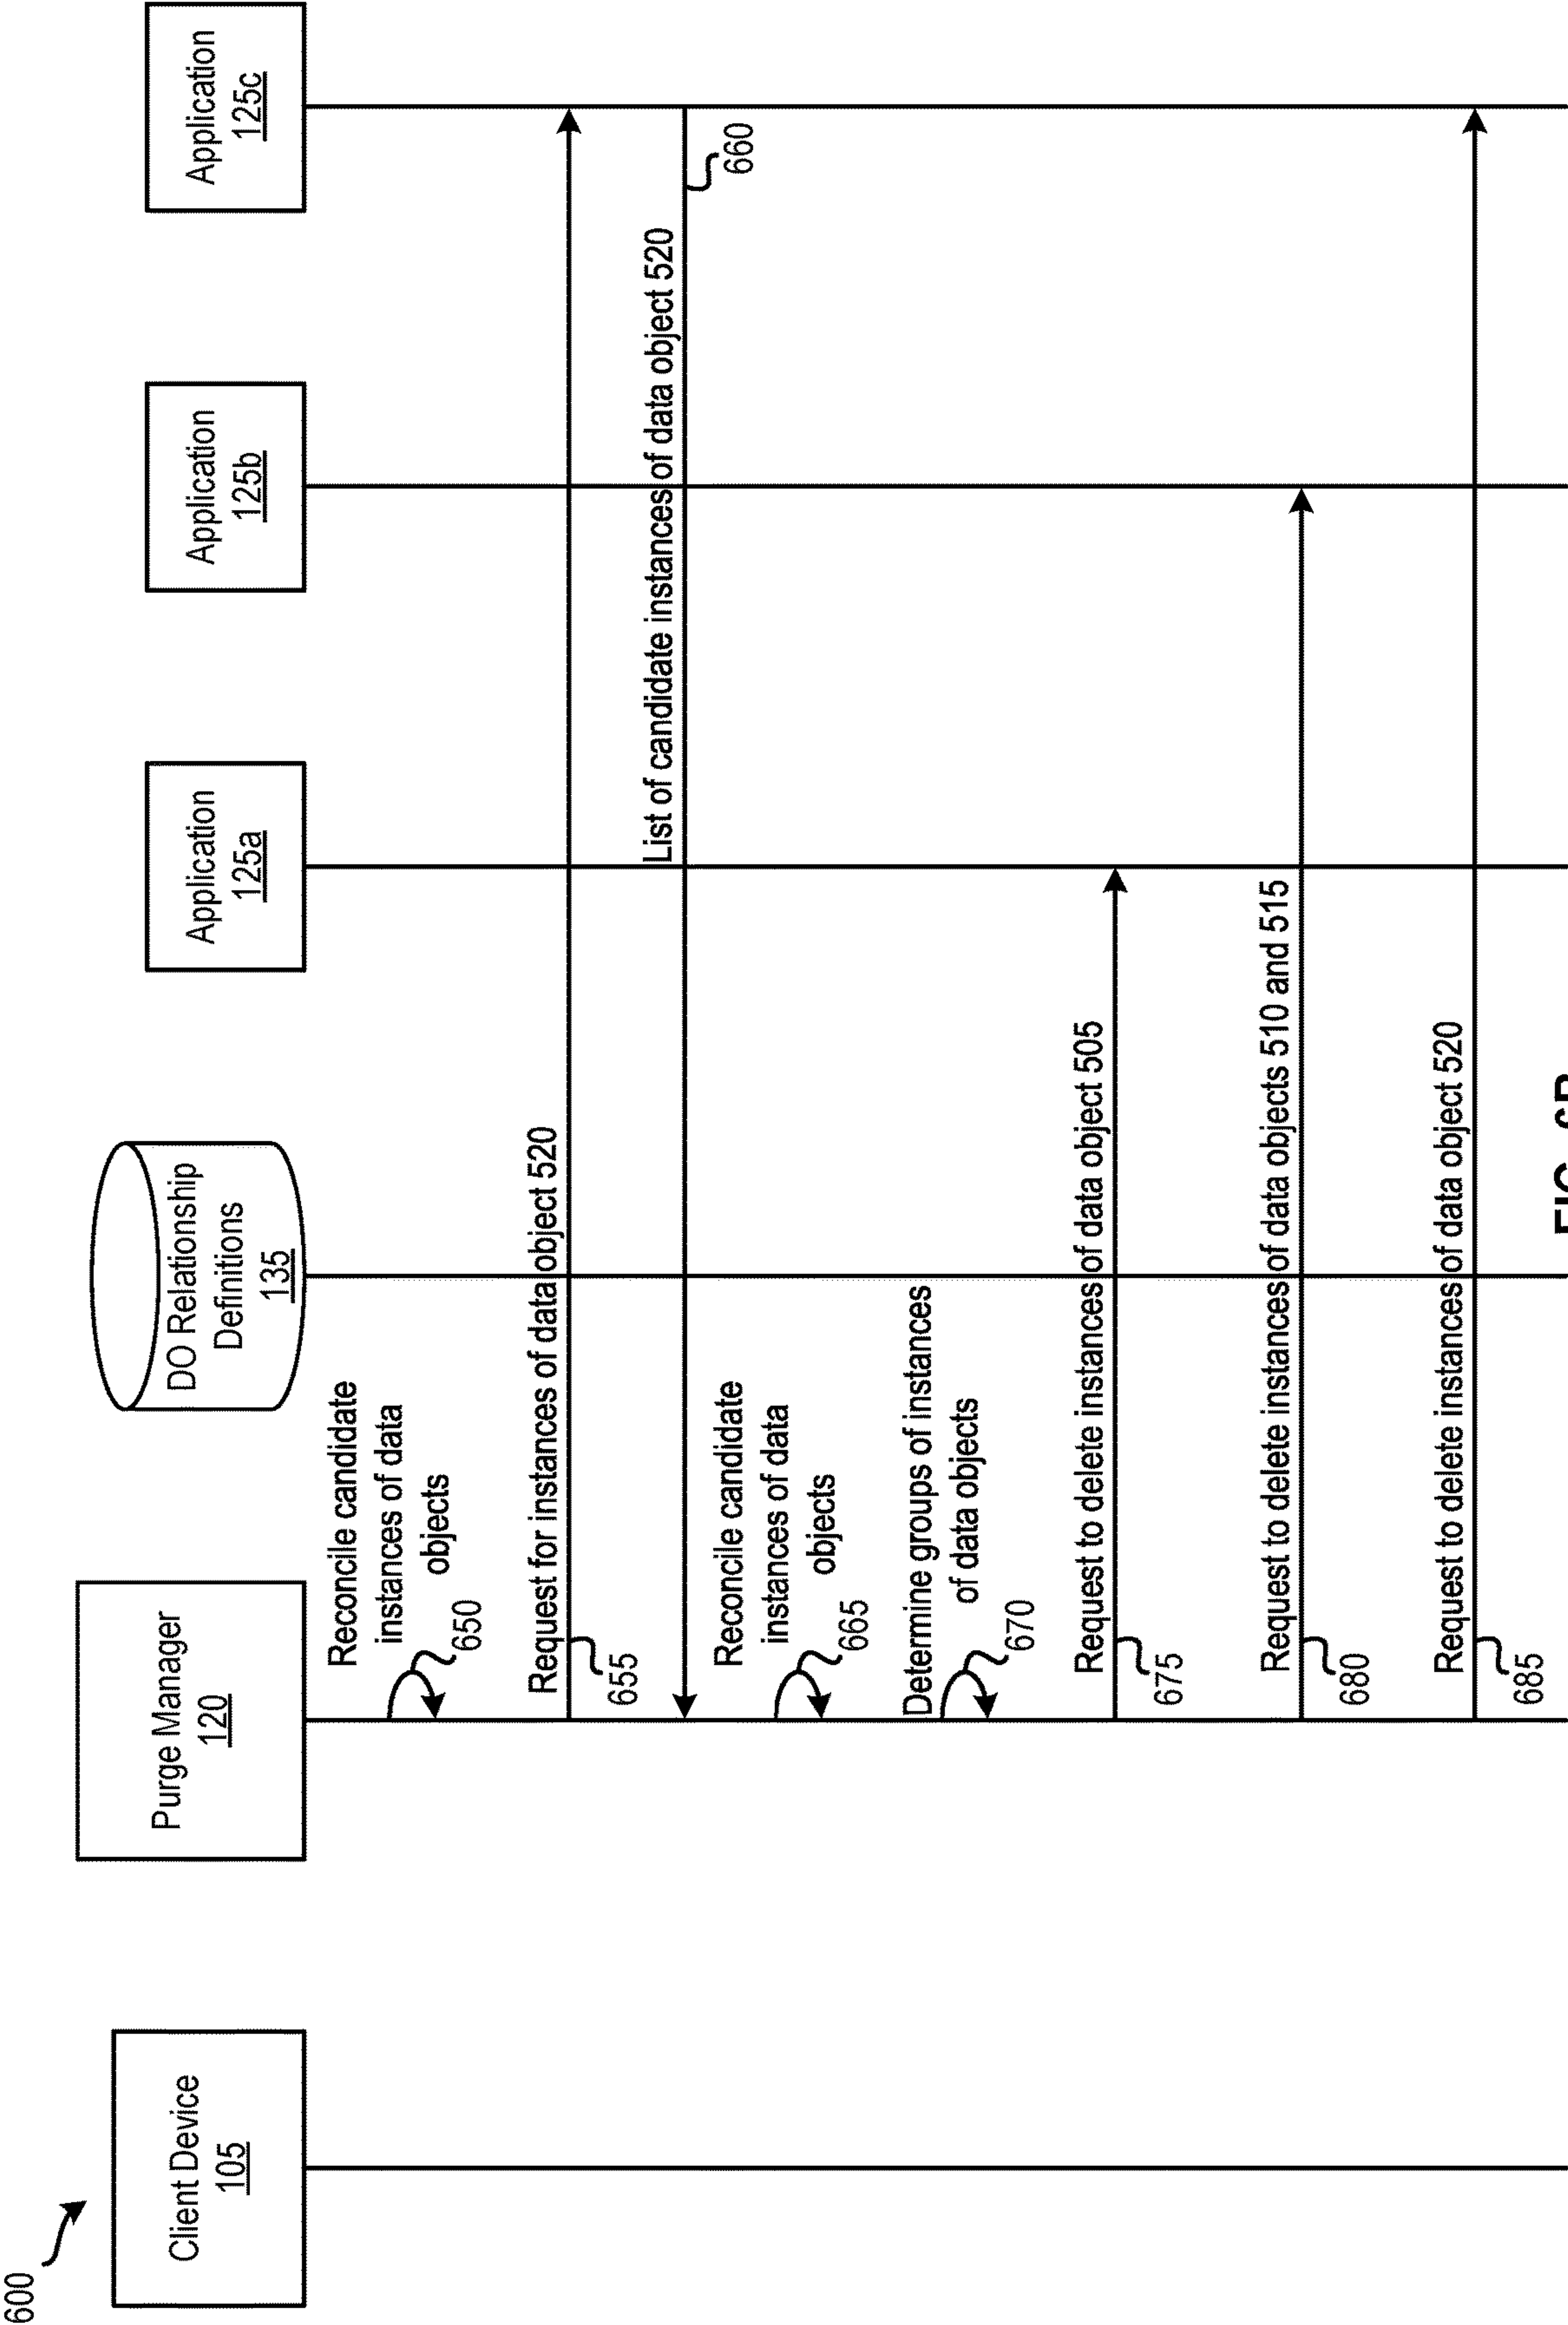 600
Client Device
105
Purge Manager
120
DO Relationship
Definitions
135
Application
125a
Application
125b
Application
125c
Reconcile candidate
instances of data
objects
650
Request for instances of data object 520
655
List of candidate instances of data object 520
660
Reconcile candidate
instances of data
objects
665
Determine groups of instances
of data objects
670
Request to delete instances of data object 505
675
Request to delete instances of data objects 510 and 515
680
Request to delete instances of data object 520
685